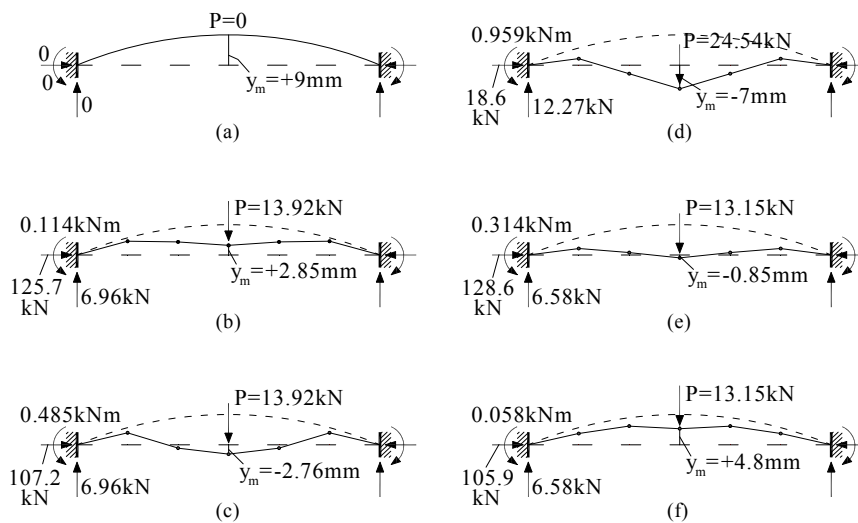 P=0
0
0
y_m=+9mm
0
(a)
0.114kNm
P=13.92kN
y_m=+2.85mm
125.7
kN
6.96kN
(b)
0.485kNm
P=13.92kN
y_m=-2.76mm
107.2
kN
6.96kN
(c)
0.959kNm
P=24.54kN
y_m=-7mm
18.6
kN
12.27kN
(d)
0.314kNm
P=13.15kN
y_m=-0.85mm
128.6
kN
6.58kN
(e)
0.058kNm
P=13.15kN
y_m=+4.8mm
105.9
kN
6.58kN
(f)